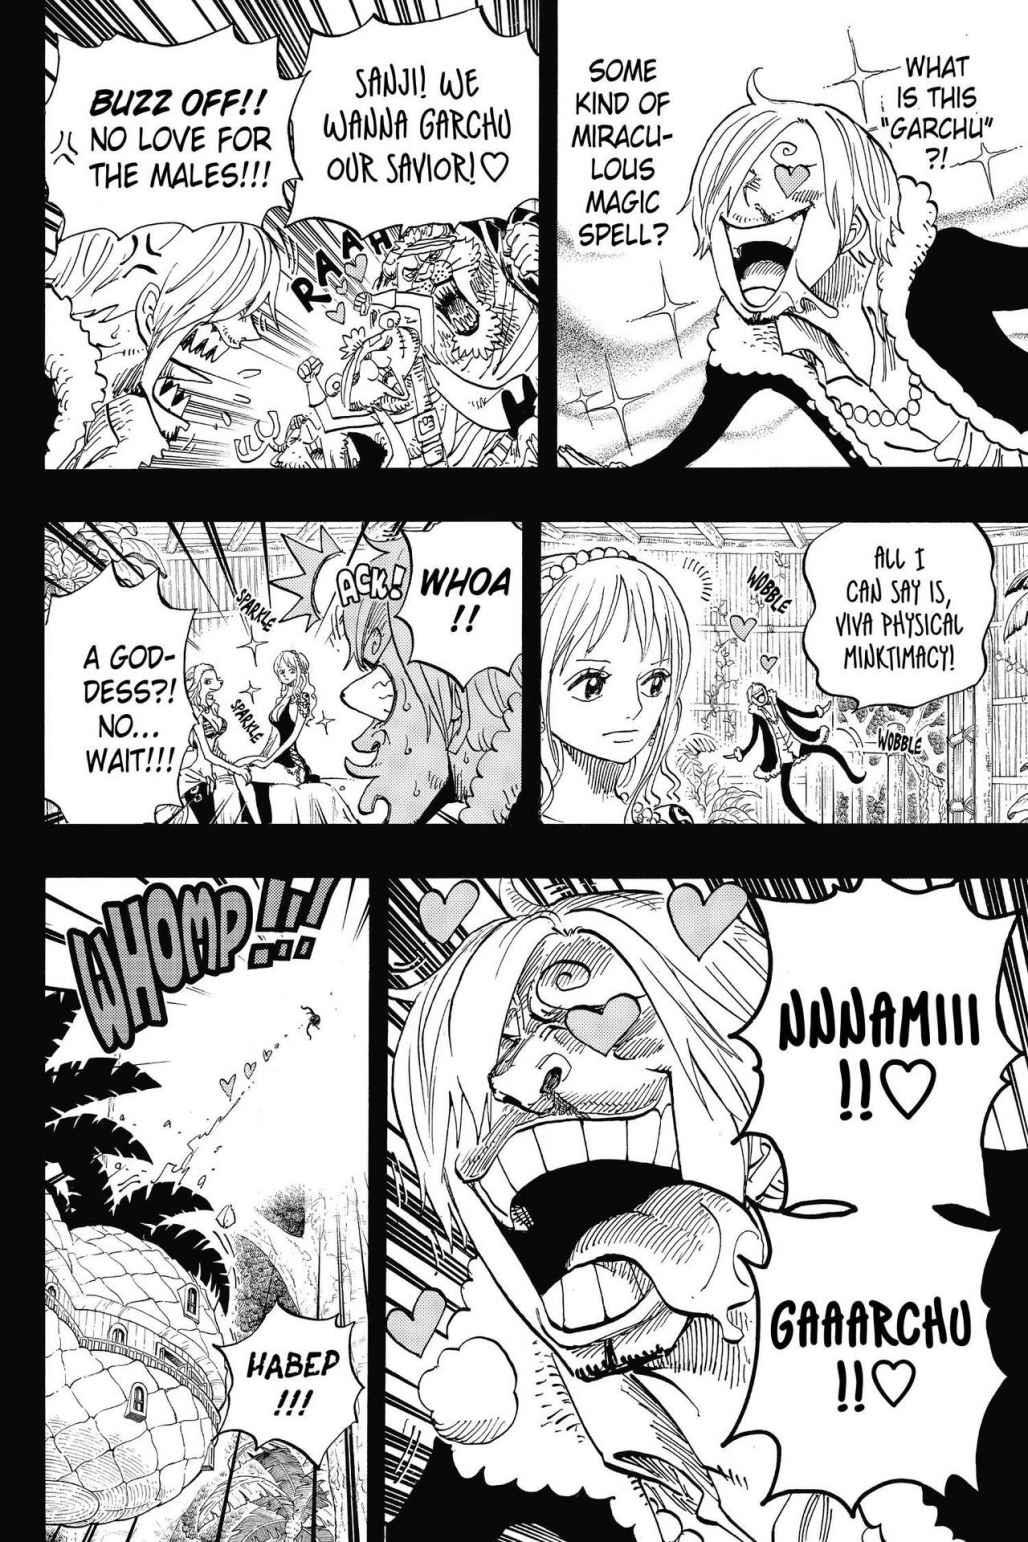 WHAT
IS THIS
"GARCHU"
?!
SOME
KIND OF
MIRACU-
LOUS
MAGIC
SPELL?
SANJI! WE
WANNA GARCHU
OUR SAVIOR!♡
BUZZ OFF!!
NO LOVE FOR
THE MALES!!!
RAAH
ALL I
CAN SAY IS,
VIVA PHYSICAL
MINKTIMACY!
WOBBLE
WOBBLE
WHOA
!!
ACK!
SPARKLE
SPARKLE
A GOD-
DESS?!
NO...
WAIT!!!
NNNAMIII
!!♡
GAAARCHU
!!♡
WHOMP...!!!
HABEP
!!!